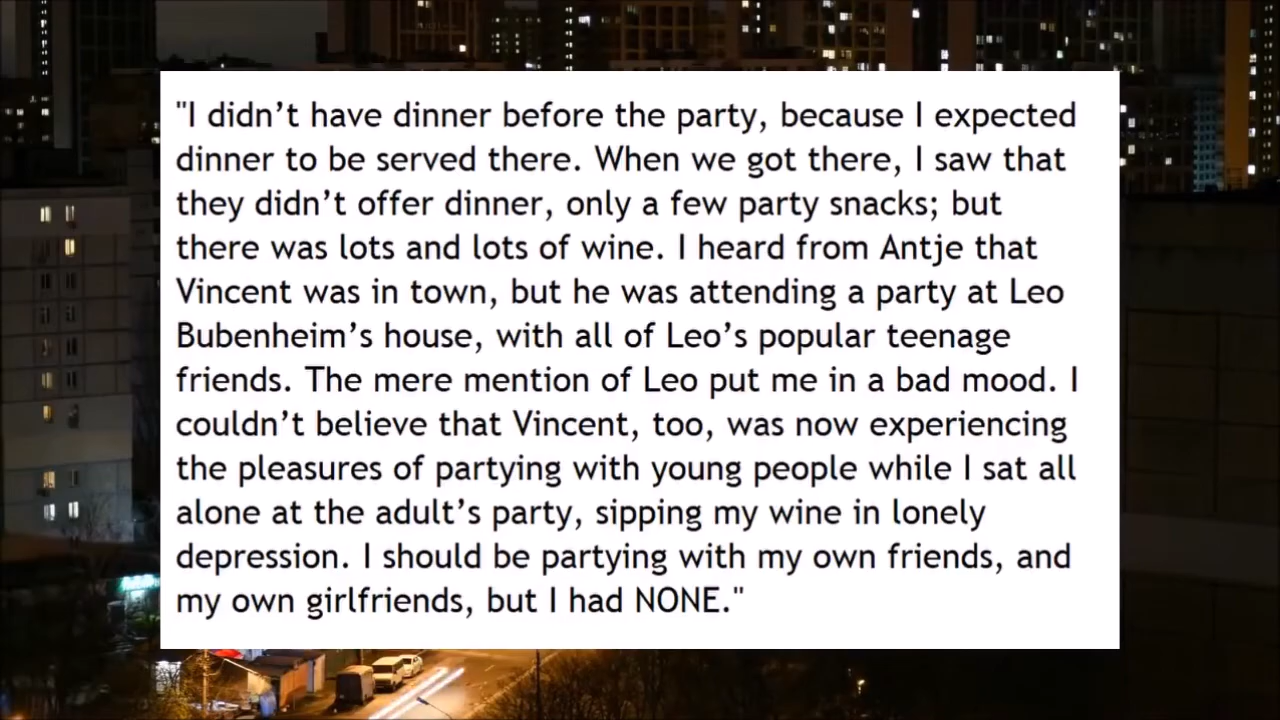 "I didn’t have dinner before the party, because I expected
dinner to be served there. When we got there, I saw that
they didn’t offer dinner, only a few party snacks; but
there was lots and lots of wine. I heard from Antje that
Vincent was in town, but he was attending a party at Leo
Bubenheim’s house, with all of Leo’s popular teenage
friends. The mere mention of Leo put me in a bad mood. I
couldn’t believe that Vincent, too, was now experiencing
the pleasures of partying with young people while I sat all
alone at the adult’s party, sipping my wine in lonely
depression. I should be partying with my own friends, and
my own girlfriends, but I had NONE."